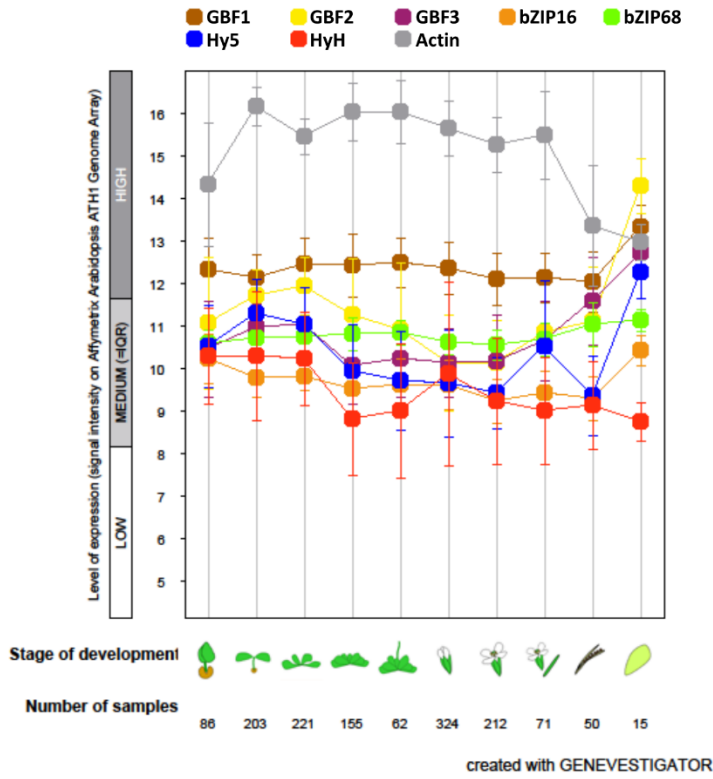 GBF1 GBF2 GBF3 bZIP16 bZIP68
Hy5 HyH Actin
Level of expression (signal intensity on Affymetrix Arabidopsis ATH1 Genome Array)
HIGH
MEDIUM (=IQR)
LOW
16
15
14
13
12
11
10
9
8
7
6
5
Stage of development
Number of samples
86 203 221 155 62 324 212 71 50 15
created with GENEVESTIGATOR